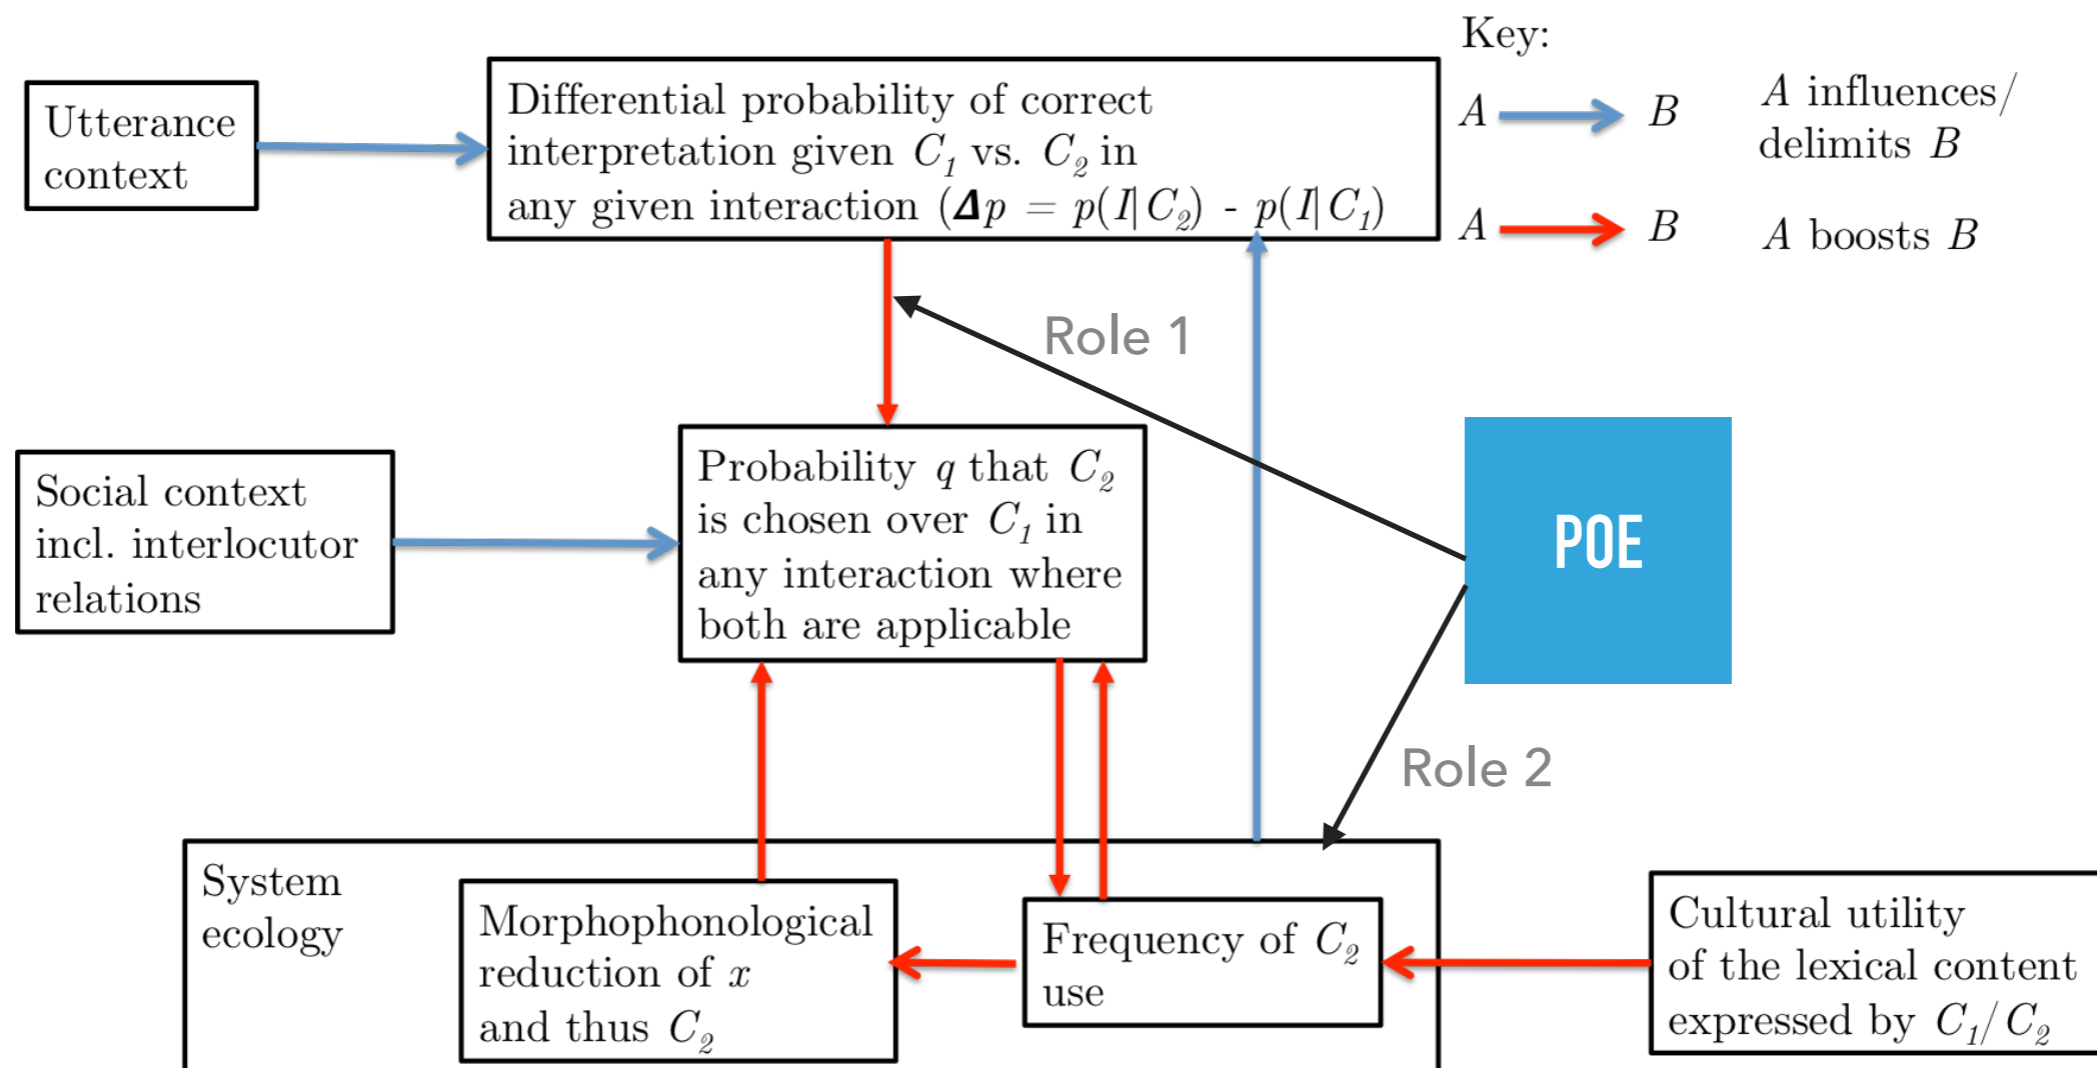 Key:
Utterance
context
Differential probability of correct
interpretation given C₁ vs. C₂ in
any given interaction (Δp = p(I|C₂) - p(I|C₁)
A B A influences/
delimits B
A B A boosts B
Role 1
Social context
incl. interlocutor
relations
Probability q that C₂
is chosen over C₁ in
any interaction where
both are applicable
POE
Role 2
System
ecology
Morphophonological
reduction of x
and thus C₂
Frequency of C₂
use
Cultural utility
of the lexical content
expressed by C₁/C₂